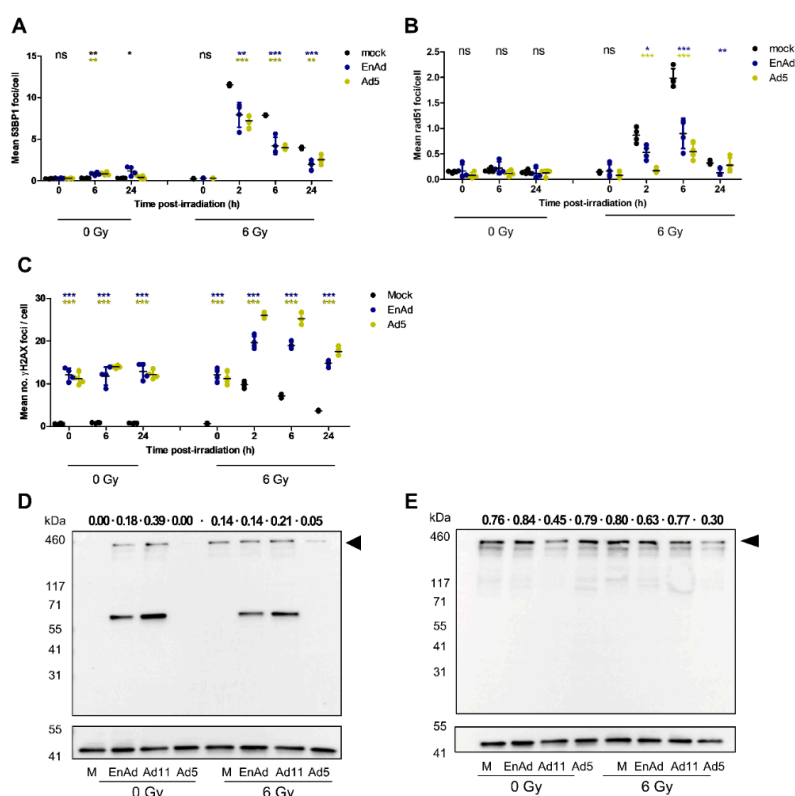 A
ns
**
**
*
ns
**
***
***
***
***
**
mock
EnAd
Ad5
Mean 53BP1 foci/cell
15
10
5
0
0 6 24 0 2 6 24
Time post-irradiation (h)
0 Gy 6 Gy
B
ns ns ns ns
*
***
***
***
**
mock
EnAd
Ad5
Mean rad51 foci/cell
2.5
2.0
1.5
1.0
0.5
0.0
0 6 24 0 2 6 24
Time post-irradiation (h)
0 Gy 6 Gy
C
*** *** *** *** *** *** ***
*** *** *** *** *** *** ***
Mock
EnAd
Ad5
Mean no. γH2AX foi / cell
30
20
10
0
0 6 24 0 2 6 24
Time post-irradiation (h)
0 Gy 6 Gy
D
kDa
0.00 · 0.18 · 0.39 · 0.00 · 0.14 · 0.14 · 0.21 · 0.05
460
117
71
55
41
31
55
41
M EnAd Ad11 Ad5 M EnAd Ad11 Ad5
0 Gy 6 Gy
E
kDa
0.76 · 0.84 · 0.45 · 0.79 · 0.80 · 0.63 · 0.77 · 0.30
460
117
71
55
41
31
55
41
M EnAd Ad11 Ad5 M EnAd Ad11 Ad5
0 Gy 6 Gy